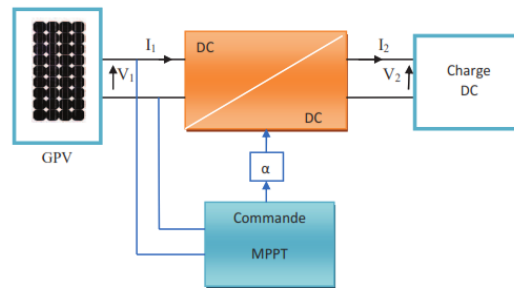 I1
DC
I2
V1
V2
Charge
DC
DC
GPV
α
Commande
MPPT